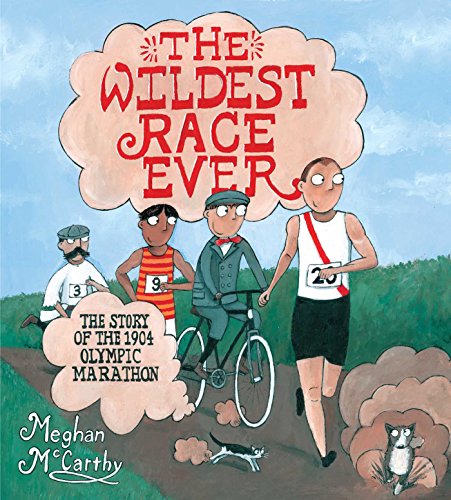 THE
WILDEST
RACE
EVER
3
9
20
THE STORY
OF THE 1904
OLYMPIC
MARATHON
Meghan
McCarthy